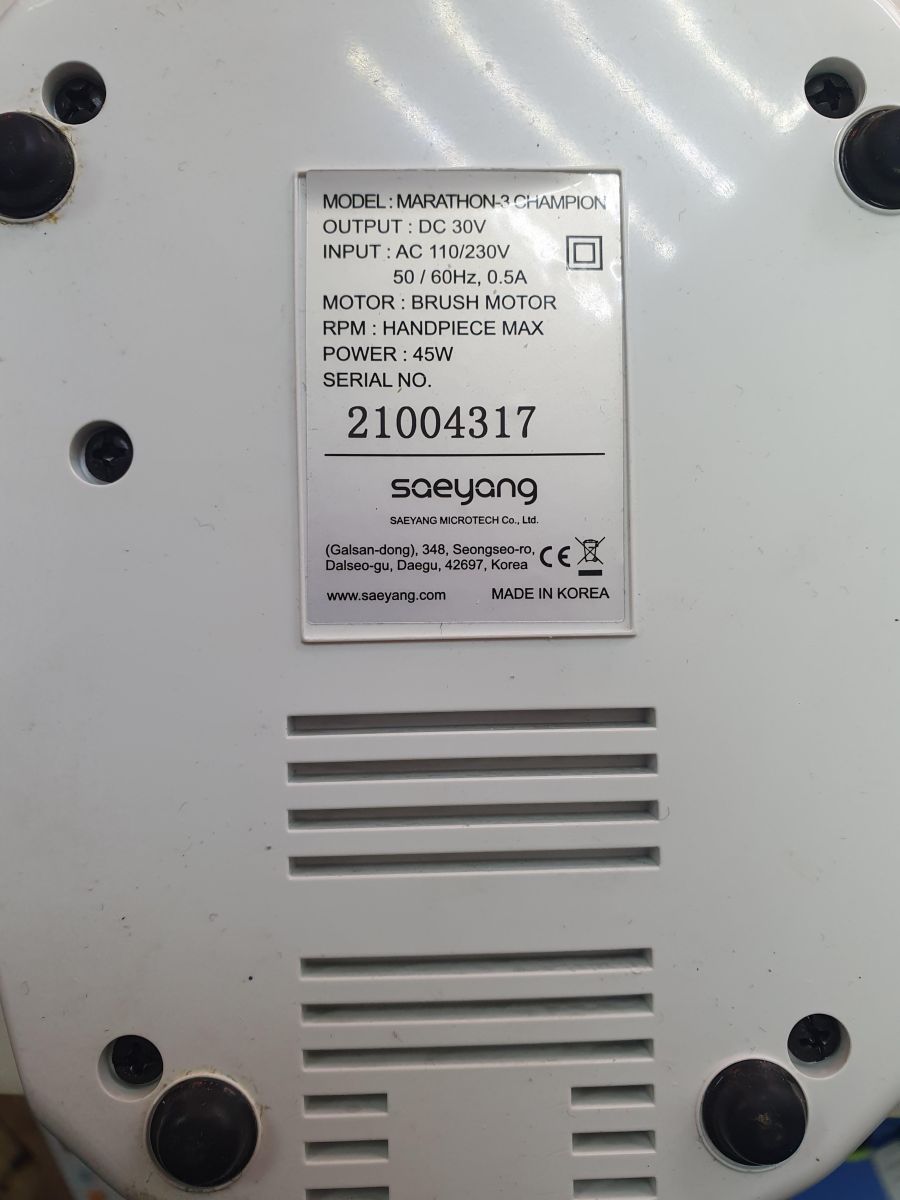 MODEL : MARATHON-3 CHAMPION
OUTPUT : DC 30V
INPUT : AC 110/230V
50 / 60Hz, 0.5A
MOTOR : BRUSH MOTOR
RPM : HANDPIECE MAX
POWER : 45W
SERIAL NO.
21004317
saeyang
SAEYANG MICROTECH Co., Ltd.
(Galsan-dong), 348, Seongseo-ro,
Dalseo-gu, Daegu, 42697, Korea
CE
www.saeyang.com MADE IN KOREA